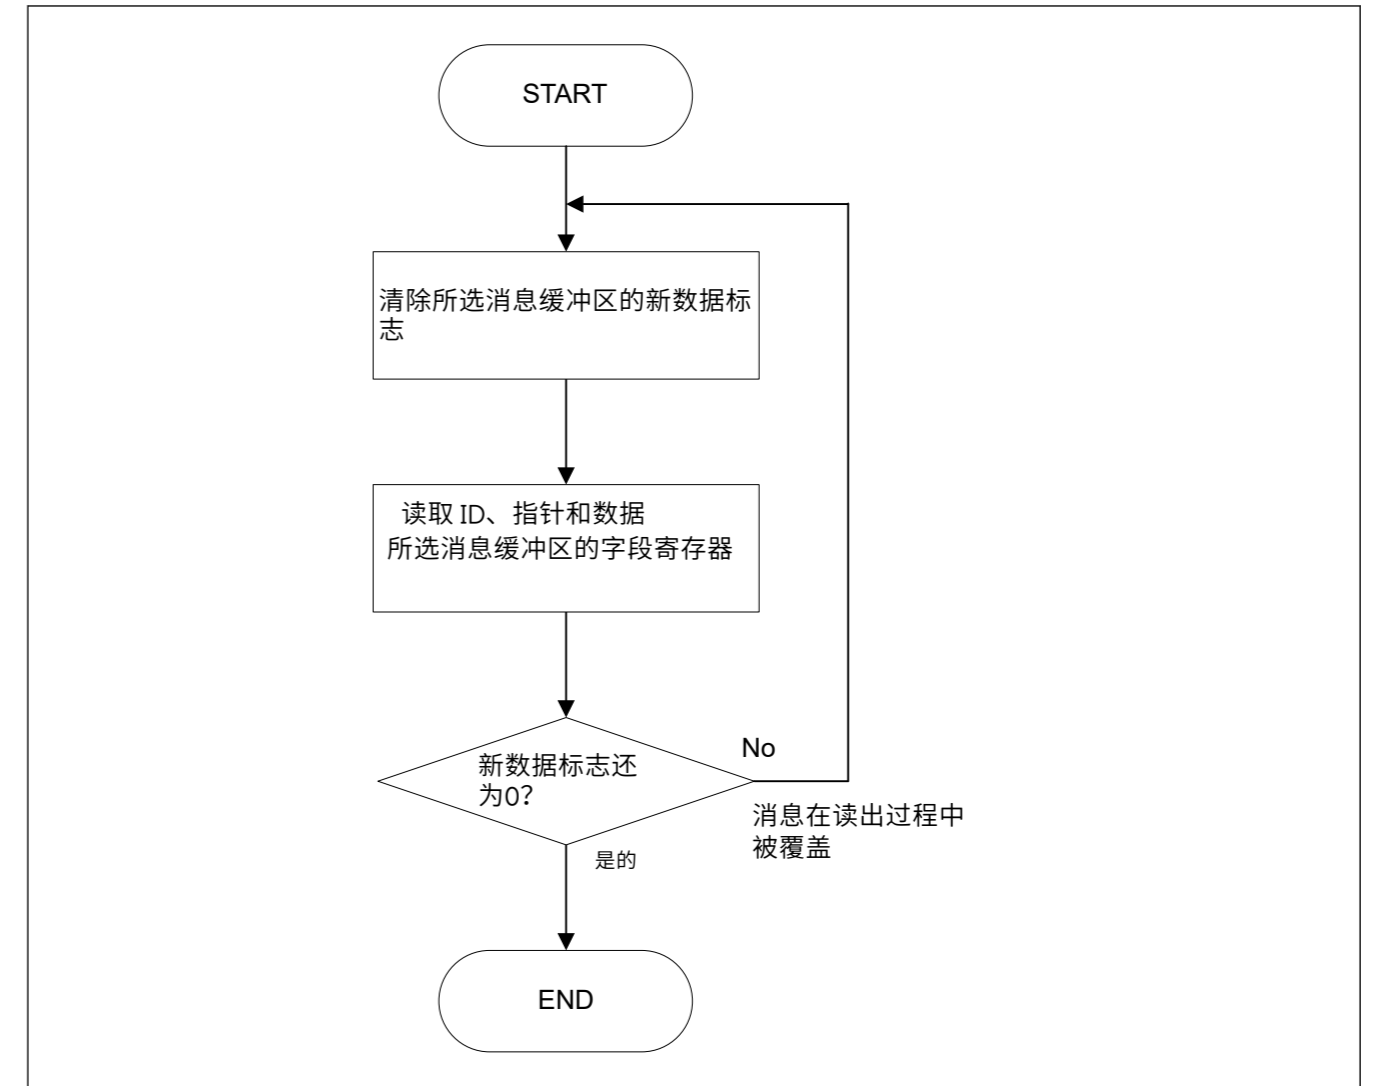 START
清除所选消息缓冲区的新数据标
志
读取 ID、指针和数据
所选消息缓冲区的字段寄存器
新数据标志还
为0？
No
消息在读出过程中
被覆盖
是的
END